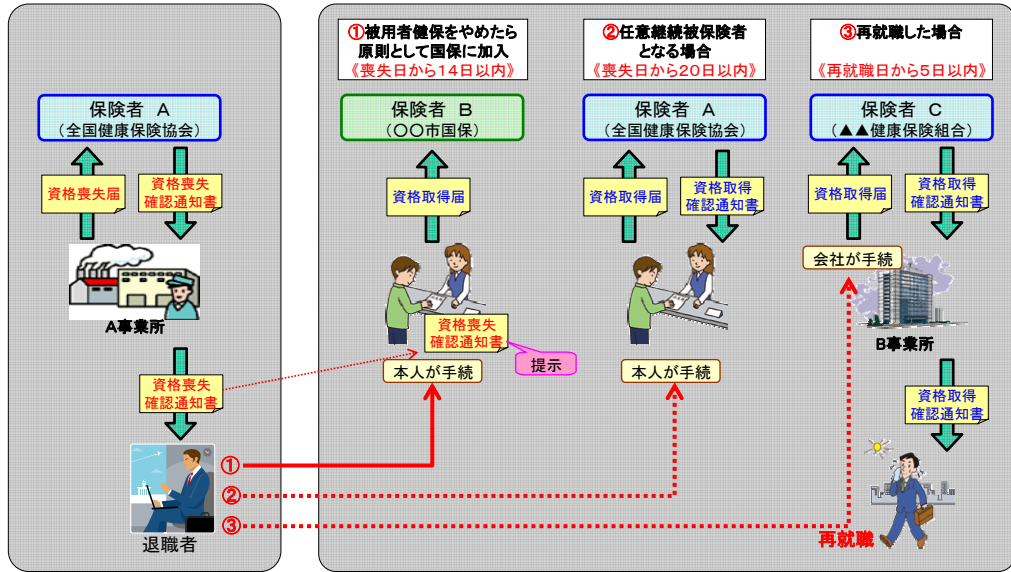 保険者 A
（全国健康保険協会）
資格喪失届
資格喪失
確認通知書
A事業所
資格喪失
確認通知書
退職者
①
②
③
①被用者健保をやめたら
原則として国保に加入
《喪失日から14日以内》
保険者 B
（〇〇市国保）
資格取得届
資格喪失
確認通知書
提示
本人が手続
②任意継続被保険者
となる場合
《喪失日から20日以内》
保険者 A
（全国健康保険協会）
資格取得届
資格取得
確認通知書
本人が手続
③再就職した場合
《再就職日から5日以内》
保険者 C
（▲▲健康保険組合）
資格取得届
資格取得
確認通知書
会社が手続
B事業所
資格取得
確認通知書
再就職